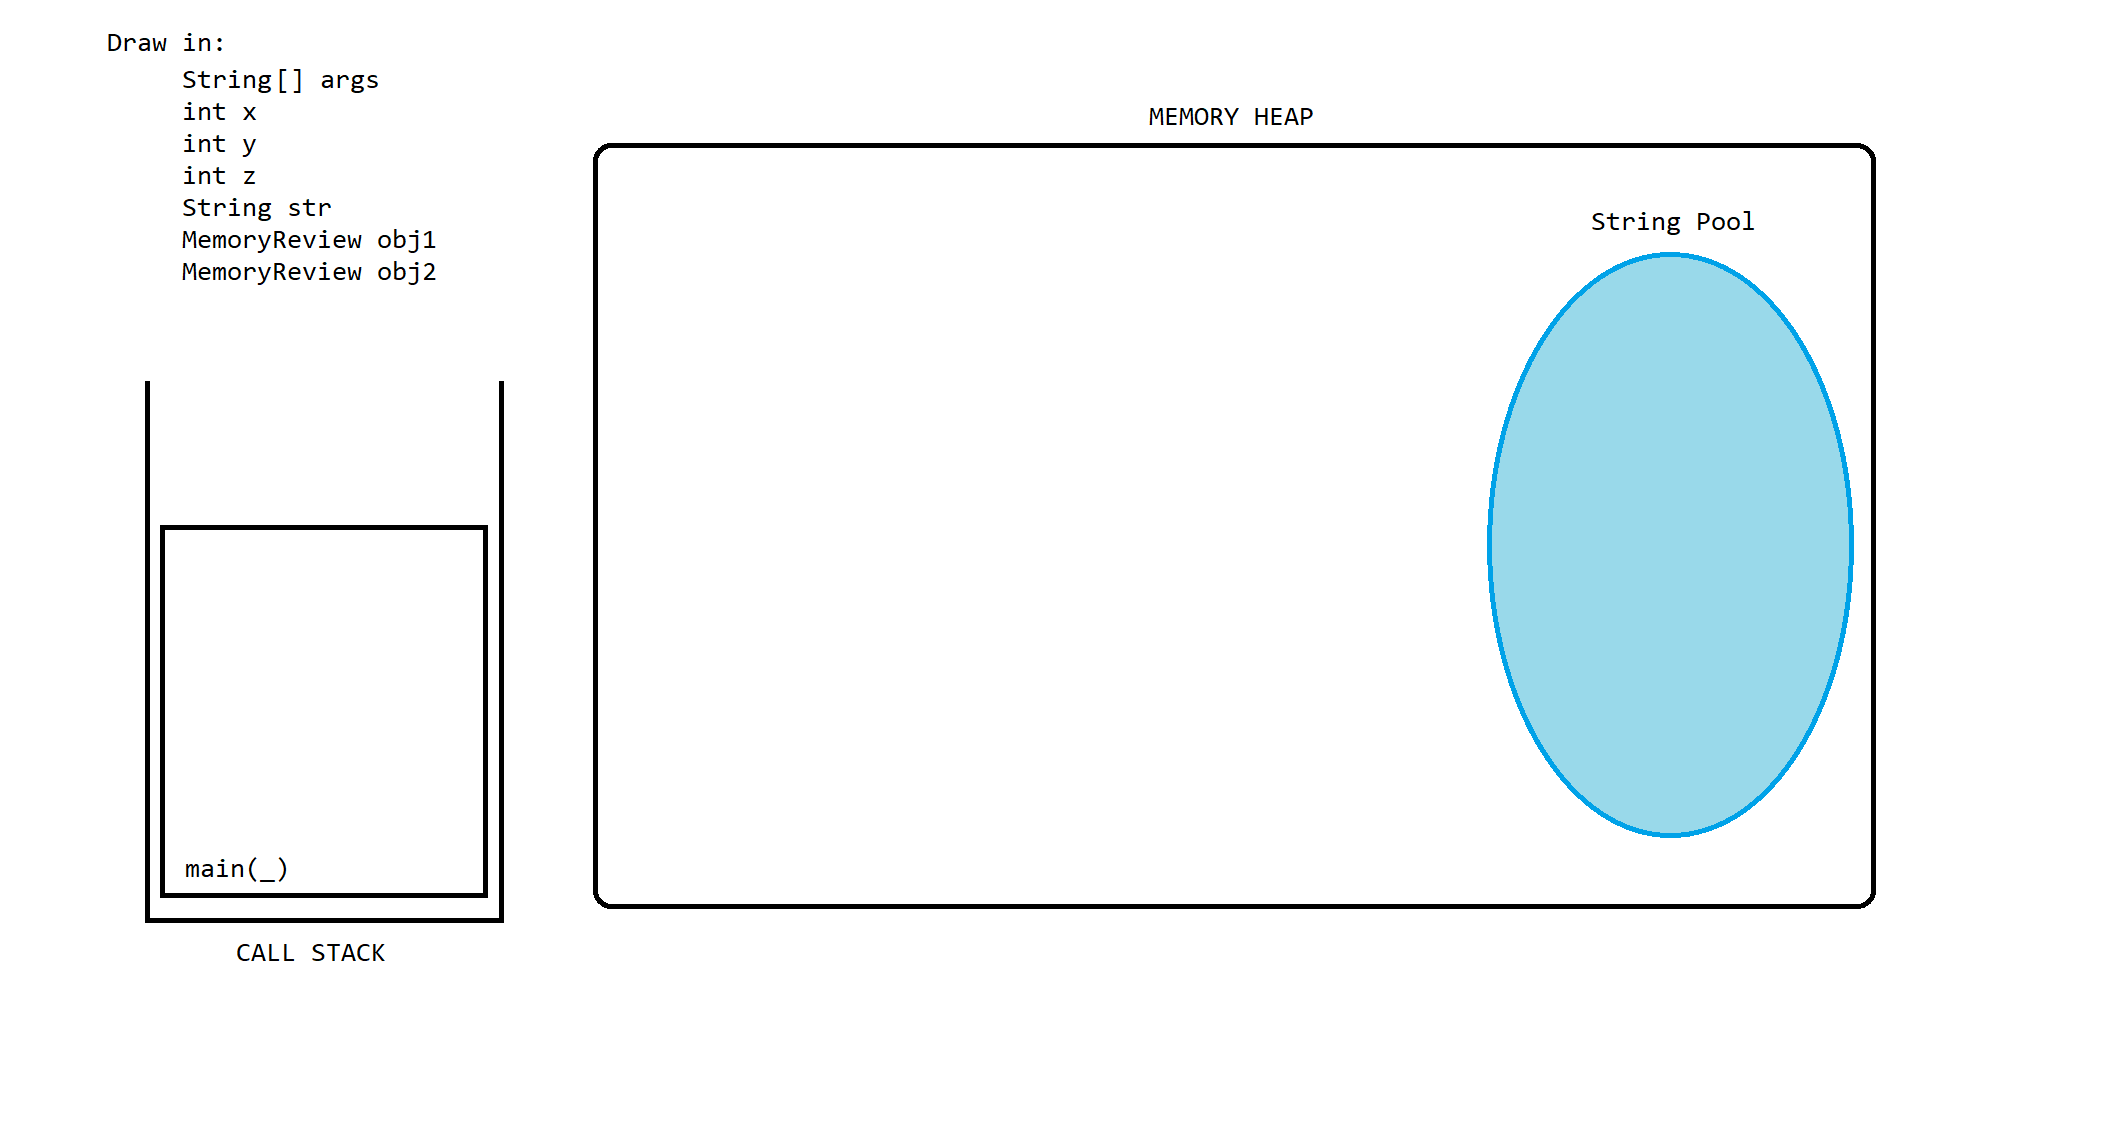 Draw in:
String[] args
int x
int y
int z
String str
MemoryReview obj1
MemoryReview obj2
MEMORY HEAP
String Pool
main(_)
CALL STACK